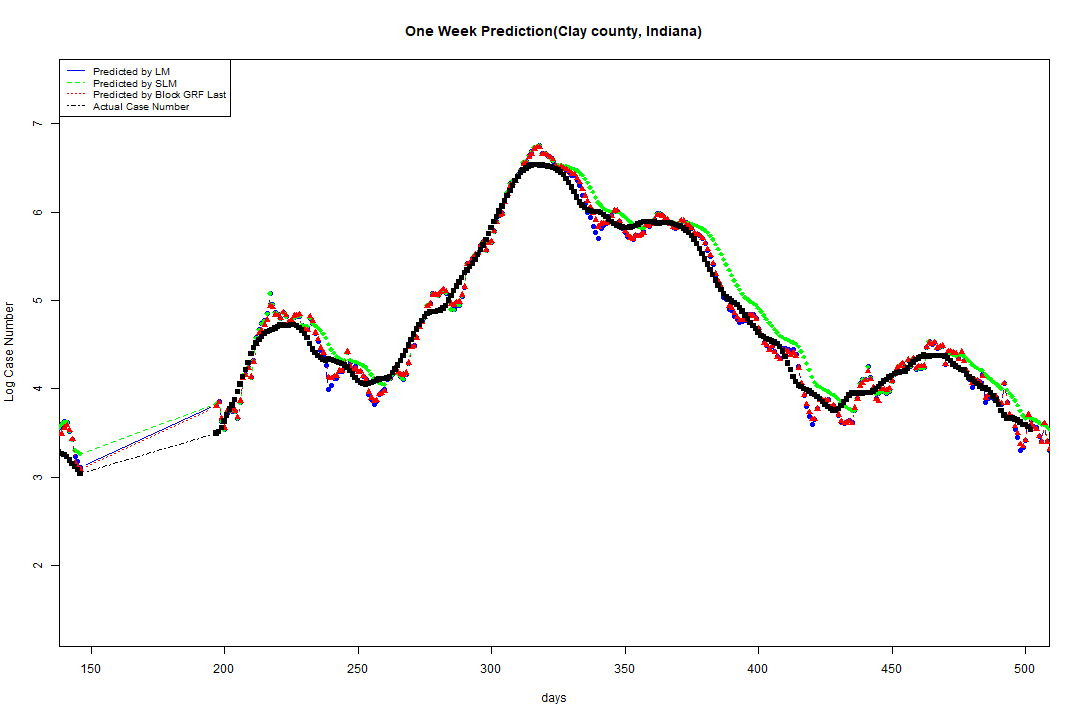 One Week Prediction(Clay county, Indiana)
Predicted by LM
Predicted by SLM
Predicted by Block GRF Last
Actual Case Number
7
6
5
4
3
2
Log Case Number
150 200 250 300 350 400 450 500
days